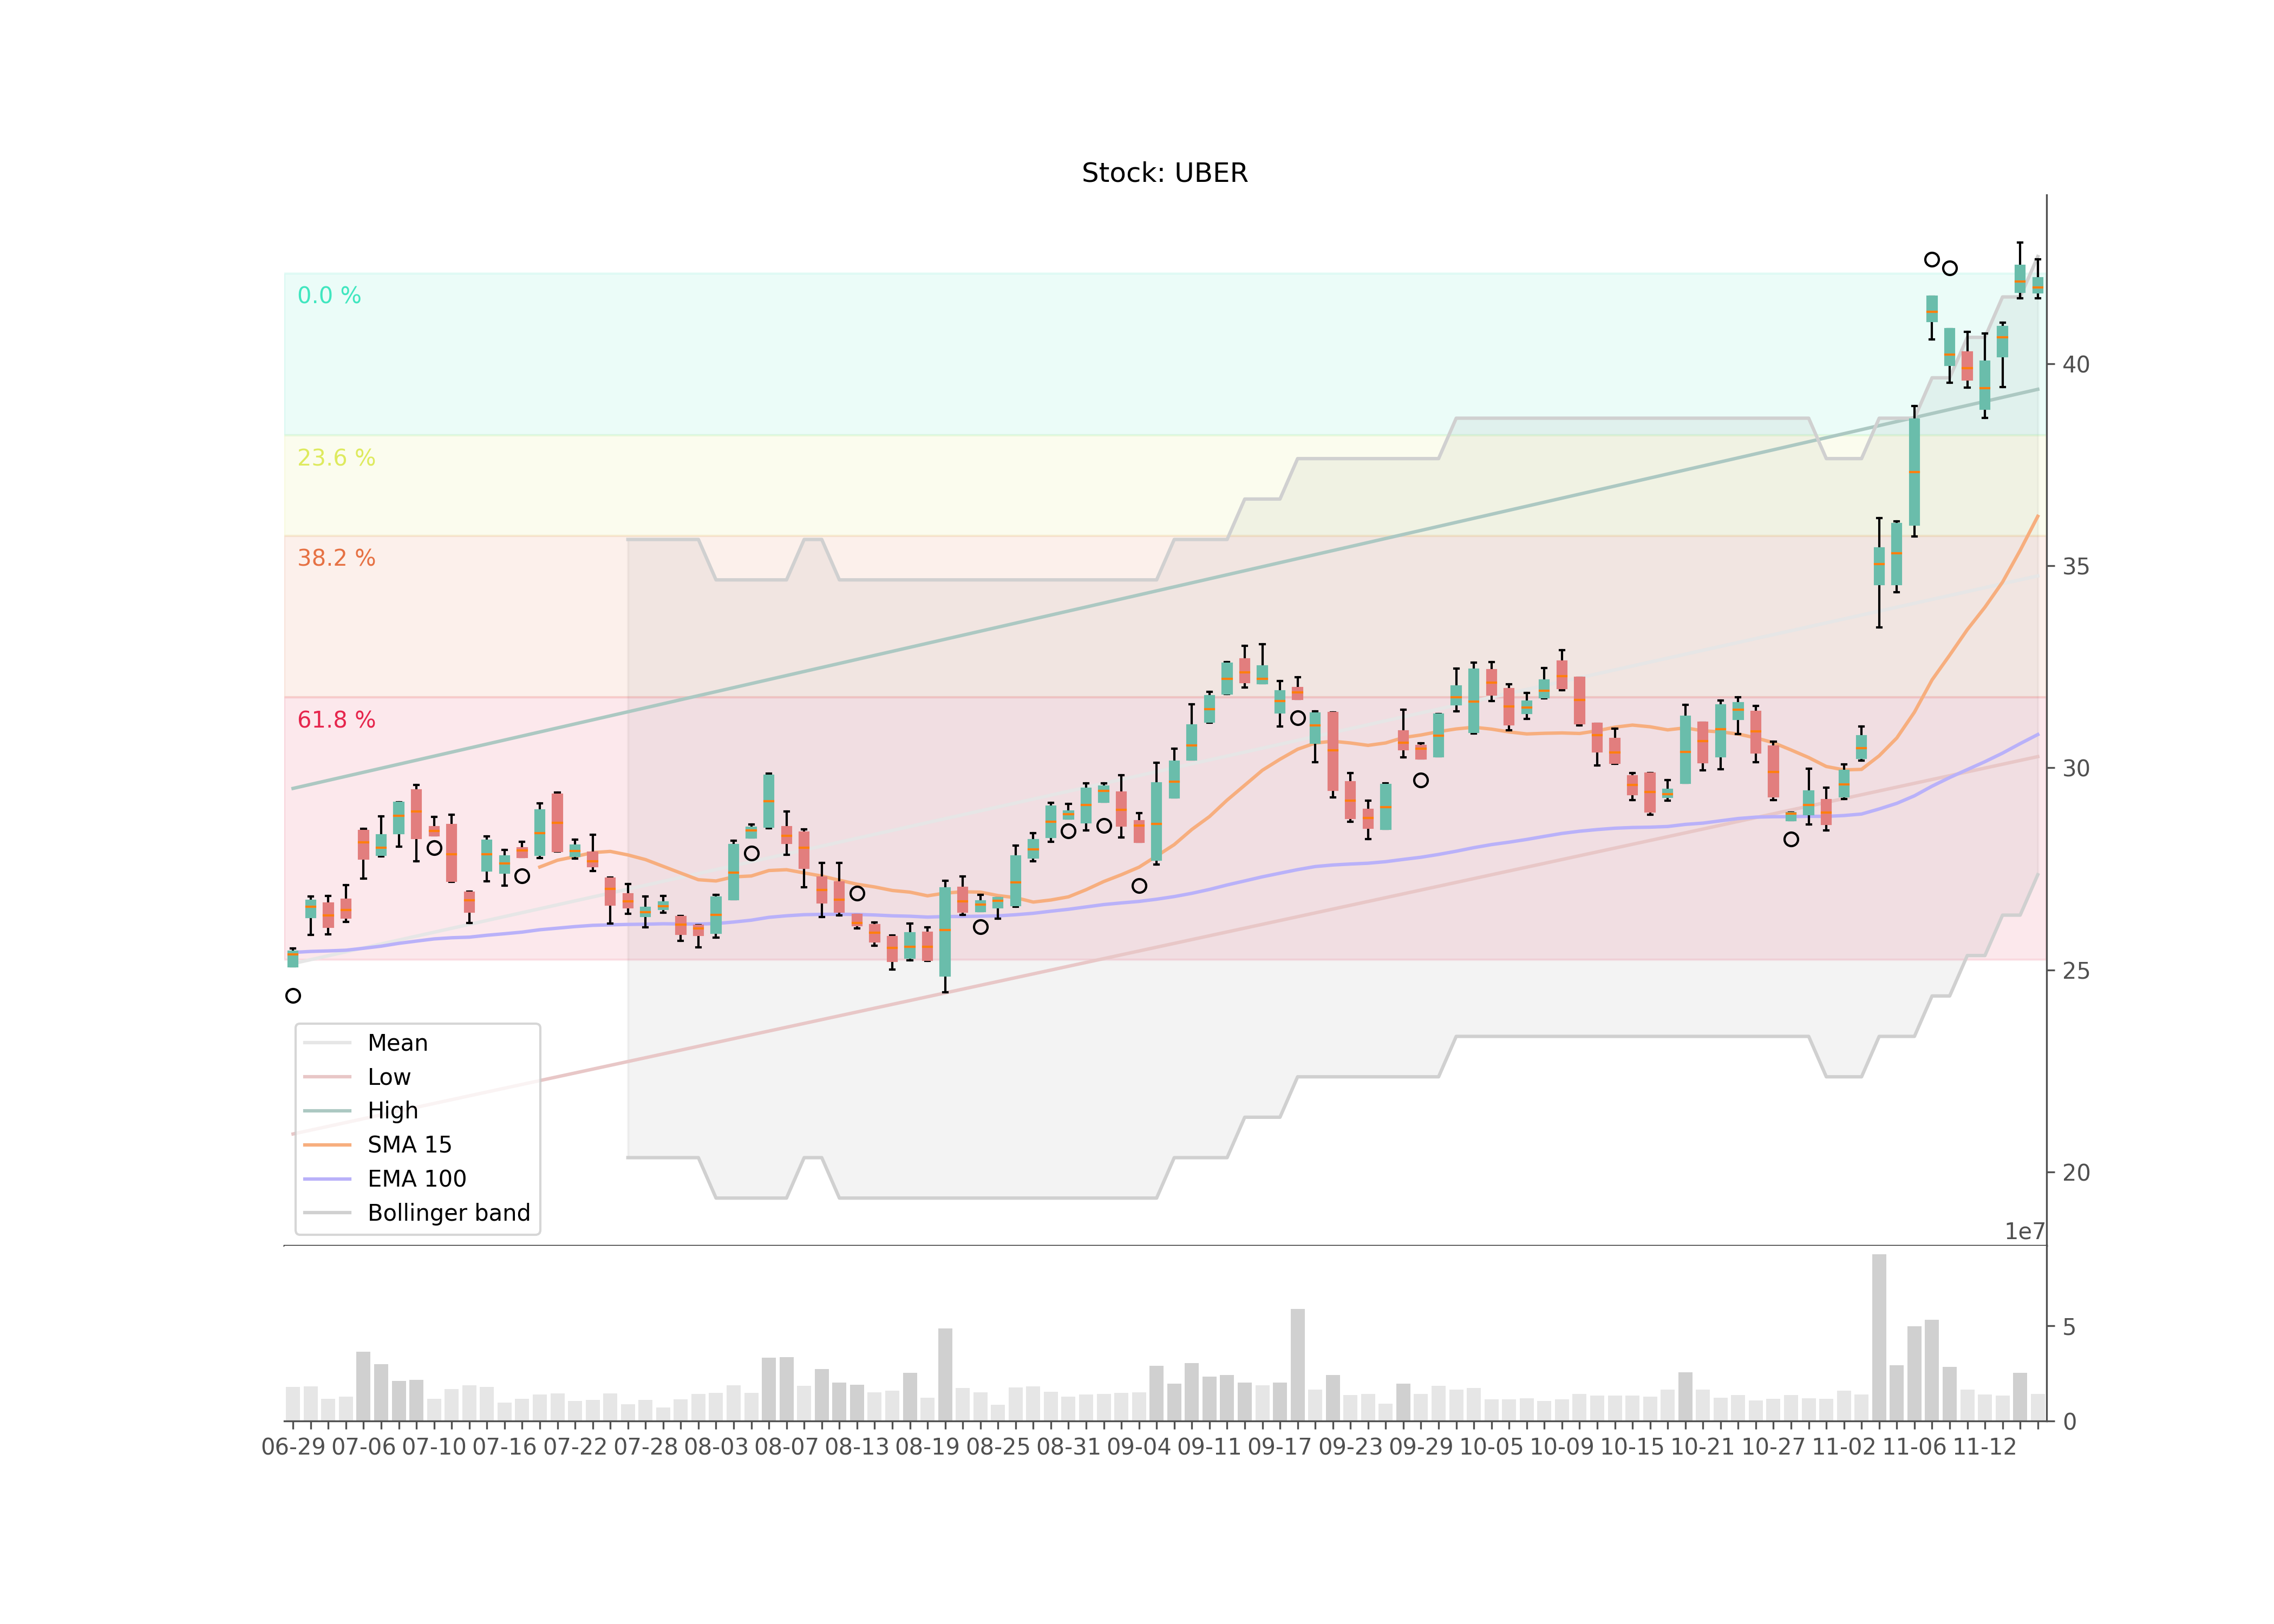 Stock: UBER
0.0 %
23.6 %
38.2 %
61.8 %
40
35
30
25
20
Mean
Low
High
SMA 15
EMA 100
Bollinger band
1e7
5
0
06-29 07-06 07-10 07-16 07-22 07-28 08-03 08-07 08-13 08-19 08-25 08-31 09-04 09-11 09-17 09-23 09-29 10-05 10-09 10-15 10-21 10-27 11-02 11-06 11-12